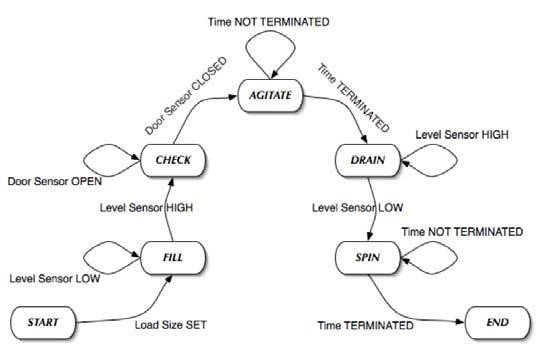 Time NOT TERMINATED
Door Sensor CLOSED
Time TERMINATED
AGITATE
Level Sensor HIGH
CHECK
DRAIN
Door Sensor OPEN
Level Sensor HIGH
Level Sensor LOW
Time NOT TERMINATED
FILL
SPIN
Level Sensor LOW
START
Load Size SET
Time TERMINATED
END